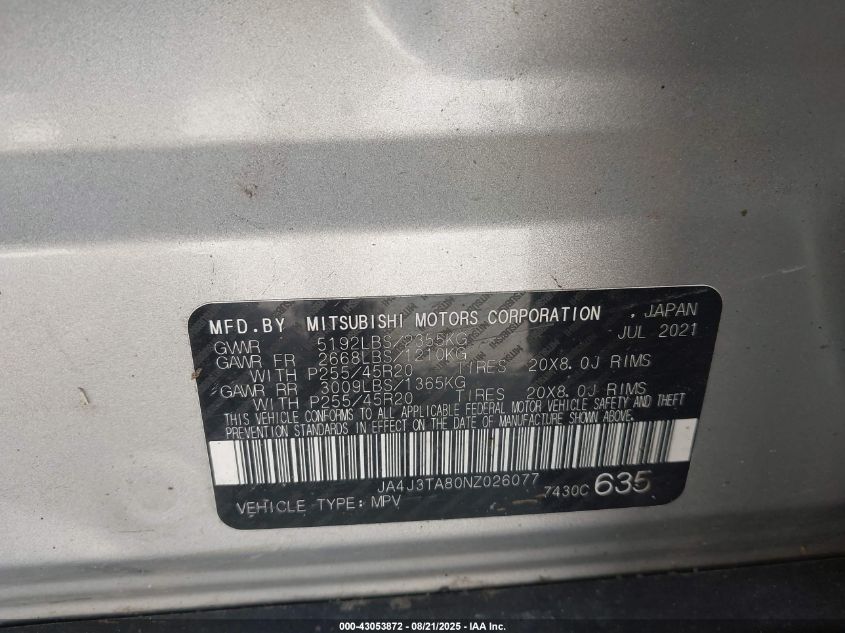 MFD. BY MITSUBISHI MOTORS CORPORATION , JAPAN
GVWR 5192LBS/2355KG JUL 2021
GAWR FR 2668LBS/1210KG
WITH P255/45R20 TIRES 20X8.0J RIMS
GAWR RR 3009LBS/1365KG
WITH P255/45R20 TIRES 20X8.0J RIMS
THIS VEHICLE CONFORMS TO ALL APPLICABLE FEDERAL MOTOR VEHICLE SAFETY AND THEFT
PREVENTION STANDARDS IN EFFECT ON THE DATE OF MANUFACTURE SHOWN ABOVE.
JA4J3TA80NZ026077
VEHICLE TYPE: MPV 7430C 635
000-43053872 - 08/21/2025 - IAA Inc.